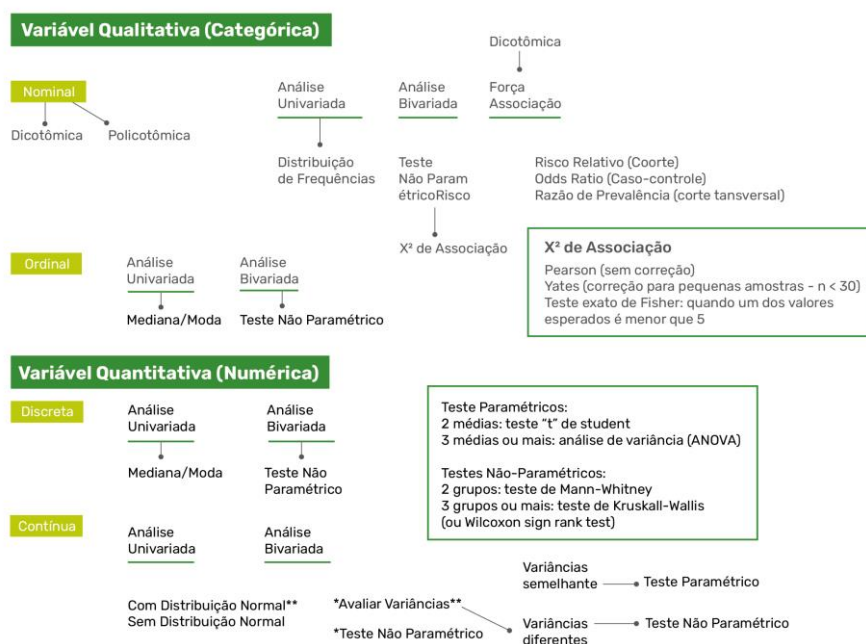 Variável Qualitativa (Categórica)
Dicotômica
Nominal
Análise
Univariada
Análise
Bivariada
Força
Associação
Dicotômica
Policotômica
Distribuição
de Frequências
Teste
Não Param
étricoRisco
Risco Relativo (Coorte)
Odds Ratio (Caso-controle)
Razão de Prevalência (corte tansversal)
X² de Associação
X² de Associação
Pearson (sem correção)
Yates (correção para pequenas amostras - n < 30)
Teste exato de Fisher: quando um dos valores
esperados é menor que 5
Ordinal
Análise
Univariada
Análise
Bivariada
Mediana/Moda
Teste Não Paramétrico
Variável Quantitativa (Numérica)
Discreta
Análise
Univariada
Análise
Bivariada
Mediana/Moda
Teste Não
Paramétrico
Teste Paramétricos:
2 médias: teste “t” de student
3 médias ou mais: análise de variância (ANOVA)
Testes Não-Paramétricos:
2 grupos: teste de Mann-Whitney
3 grupos ou mais: teste de Kruskall-Wallis
(ou Wilcoxon sign rank test)
Contínua
Análise
Univariada
Análise
Bivariada
Com Distribuição Normal**
Sem Distribuição Normal
*Avaliar Variâncias**
*Teste Não Paramétrico
Variâncias
semelhante
Teste Paramétrico
Variâncias
diferentes
Teste Não Paramétrico